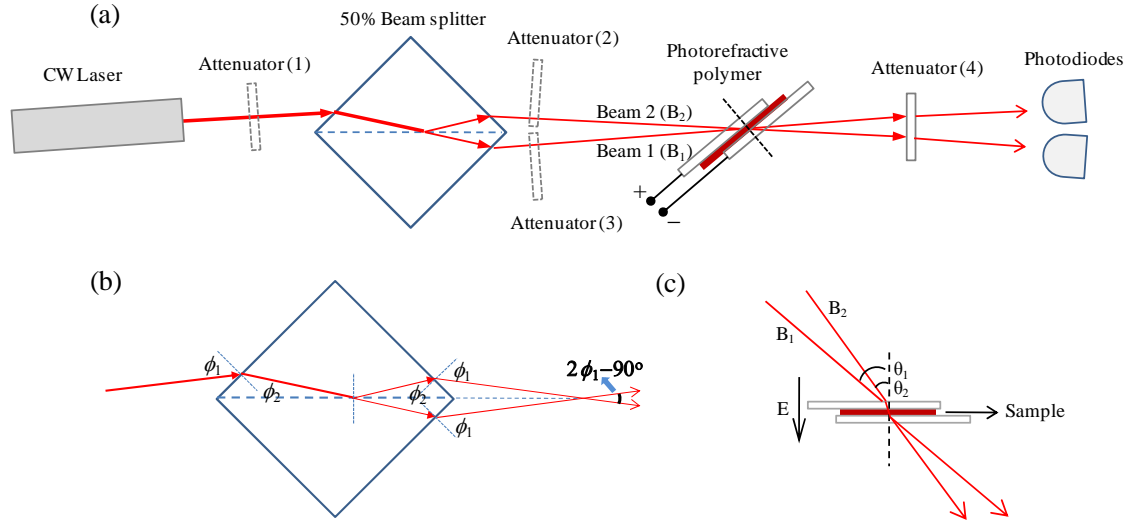 (a)
50% Beam splitter
CW Laser
Attenuator (1)
Attenuator (2)
Photorefractive
polymer
Attenuator (4)
Photodiodes
Beam 2 (B₂)
Beam 1 (B₁)
Attenuator (3)
+
−
(b)
ϕ₁
ϕ₂
ϕ₁
ϕ₂
ϕ₁
2ϕ₁−90º
(c)
B₂
B₁
θ₁
θ₂
E
Sample